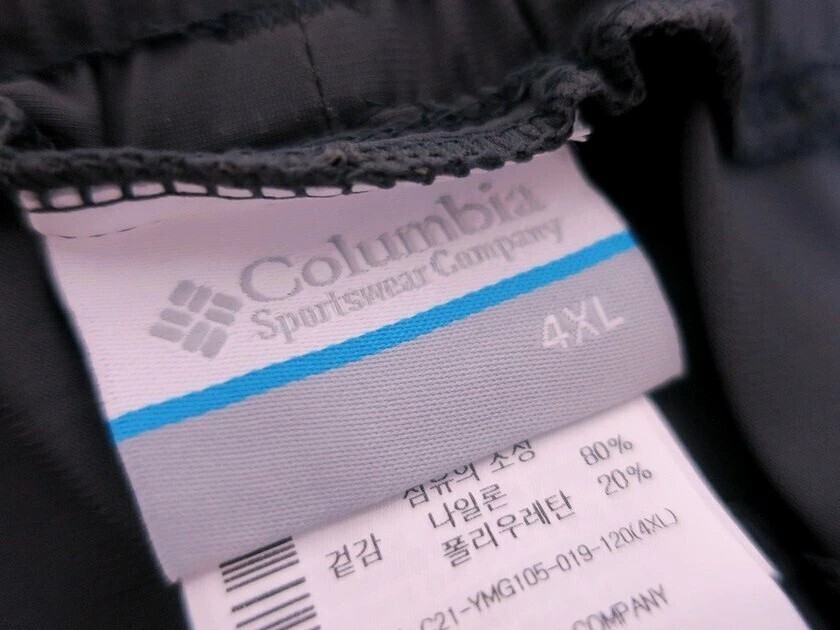 Columbia
Sportswear Company
4XL
섬유의 조성
겉감 나일론 80%
폴리우레탄 20%
C21-YMG105-019-120(4XL)
COMPANY